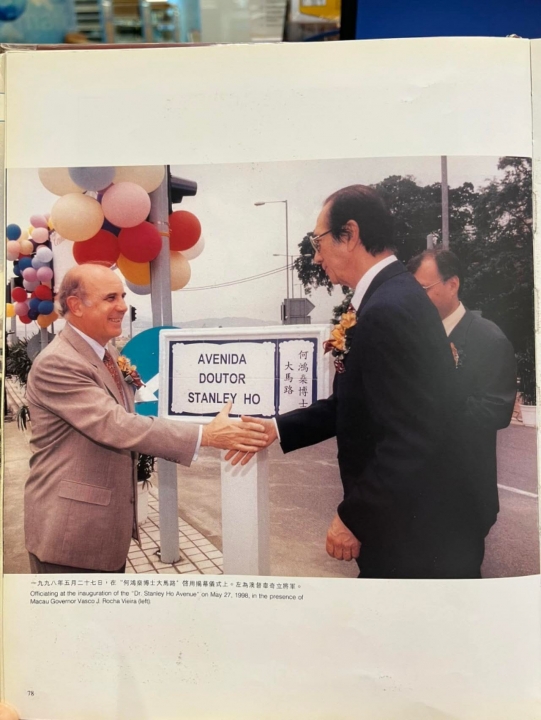 AVENIDA
DOUTOR
STANLEY HO
何鴻燊博士
大馬路
一九九八年五月二十七日，在“何鴻燊博士大馬路”啓用揭幕儀式上。左為澳督韋奇立將軍。
Officiating at the inauguration of the "Dr. Stanley Ho Avenue" on May 27, 1998, in the presence of
Macau Governor Vasco J. Rocha Vieira (left)
78